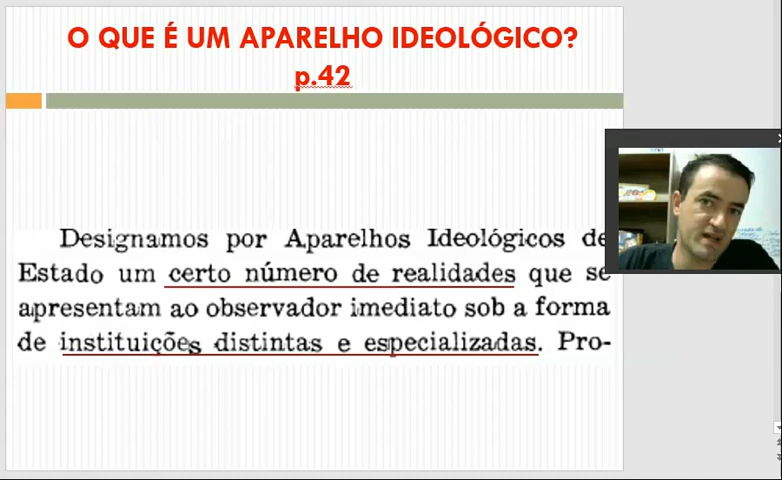 O QUE É UM APARELHO IDEOLÓGICO?
p.42
Designamos por Aparelhos Ideológicos de
Estado um certo número de realidades que se
apresentam ao observador imediato sob a forma
de instituições distintas e especializadas. Pro-